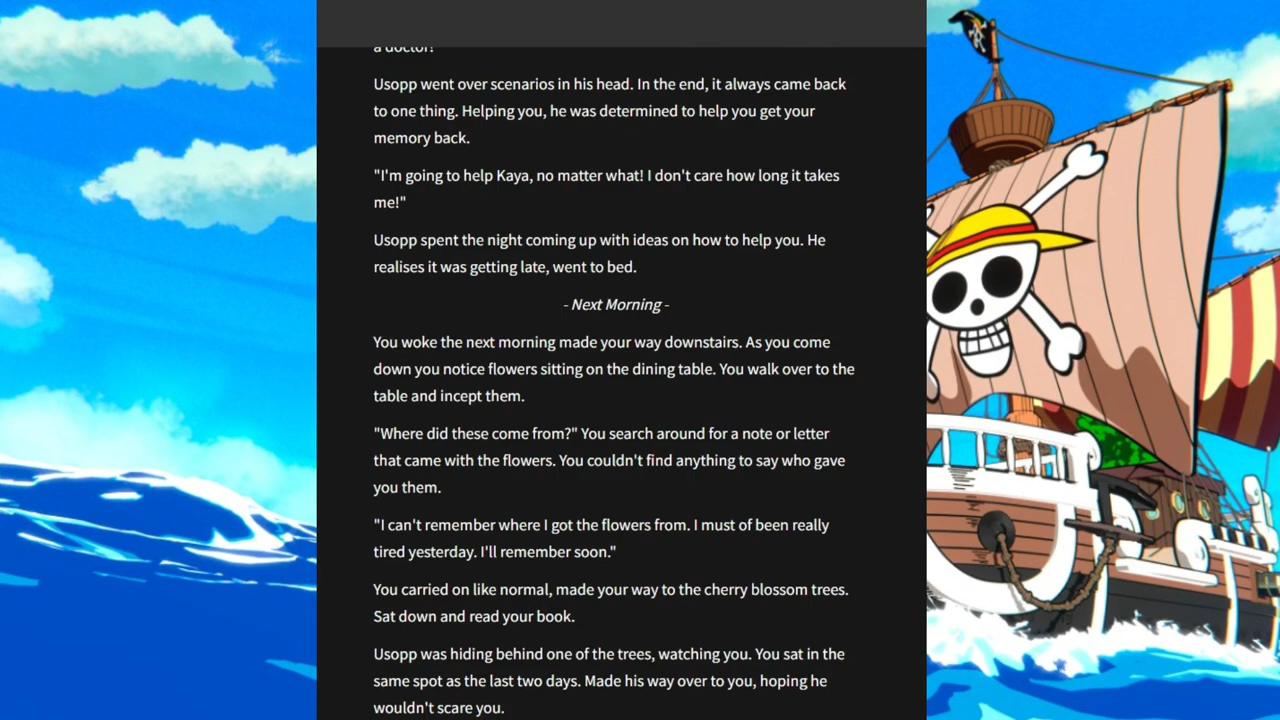 a doctor!
Usopp went over scenarios in his head. In the end, it always came back
to one thing. Helping you, he was determined to help you get your
memory back.
"I'm going to help Kaya, no matter what! I don't care how long it takes
me!"
Usopp spent the night coming up with ideas on how to help you. He
realises it was getting late, went to bed.
- Next Morning -
You woke the next morning made your way downstairs. As you come
down you notice flowers sitting on the dining table. You walk over to the
table and incept them.
"Where did these come from?" You search around for a note or letter
that came with the flowers. You couldn't find anything to say who gave
you them.
"I can't remember where I got the flowers from. I must of been really
tired yesterday. I'll remember soon."
You carried on like normal, made your way to the cherry blossom trees.
Sat down and read your book.
Usopp was hiding behind one of the trees, watching you. You sat in the
same spot as the last two days. Made his way over to you, hoping he
wouldn't scare you.